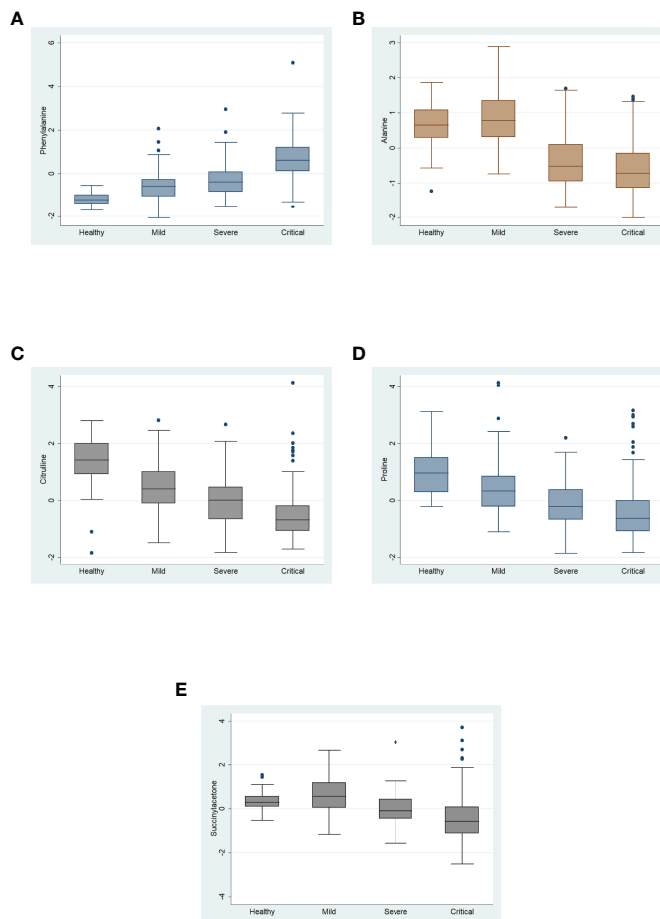 A
B
Phenylalanine
6
4
2
0
-2
Healthy Mild Severe Critical
Alanine
3
2
1
0
-1
-2
Healthy Mild Severe Critical
C
D
Citrulline
4
2
0
-2
Healthy Mild Severe Critical
Proline
4
2
0
-2
Healthy Mild Severe Critical
E
Succinylacetone
4
2
0
-2
-4
Healthy Mild Severe Critical